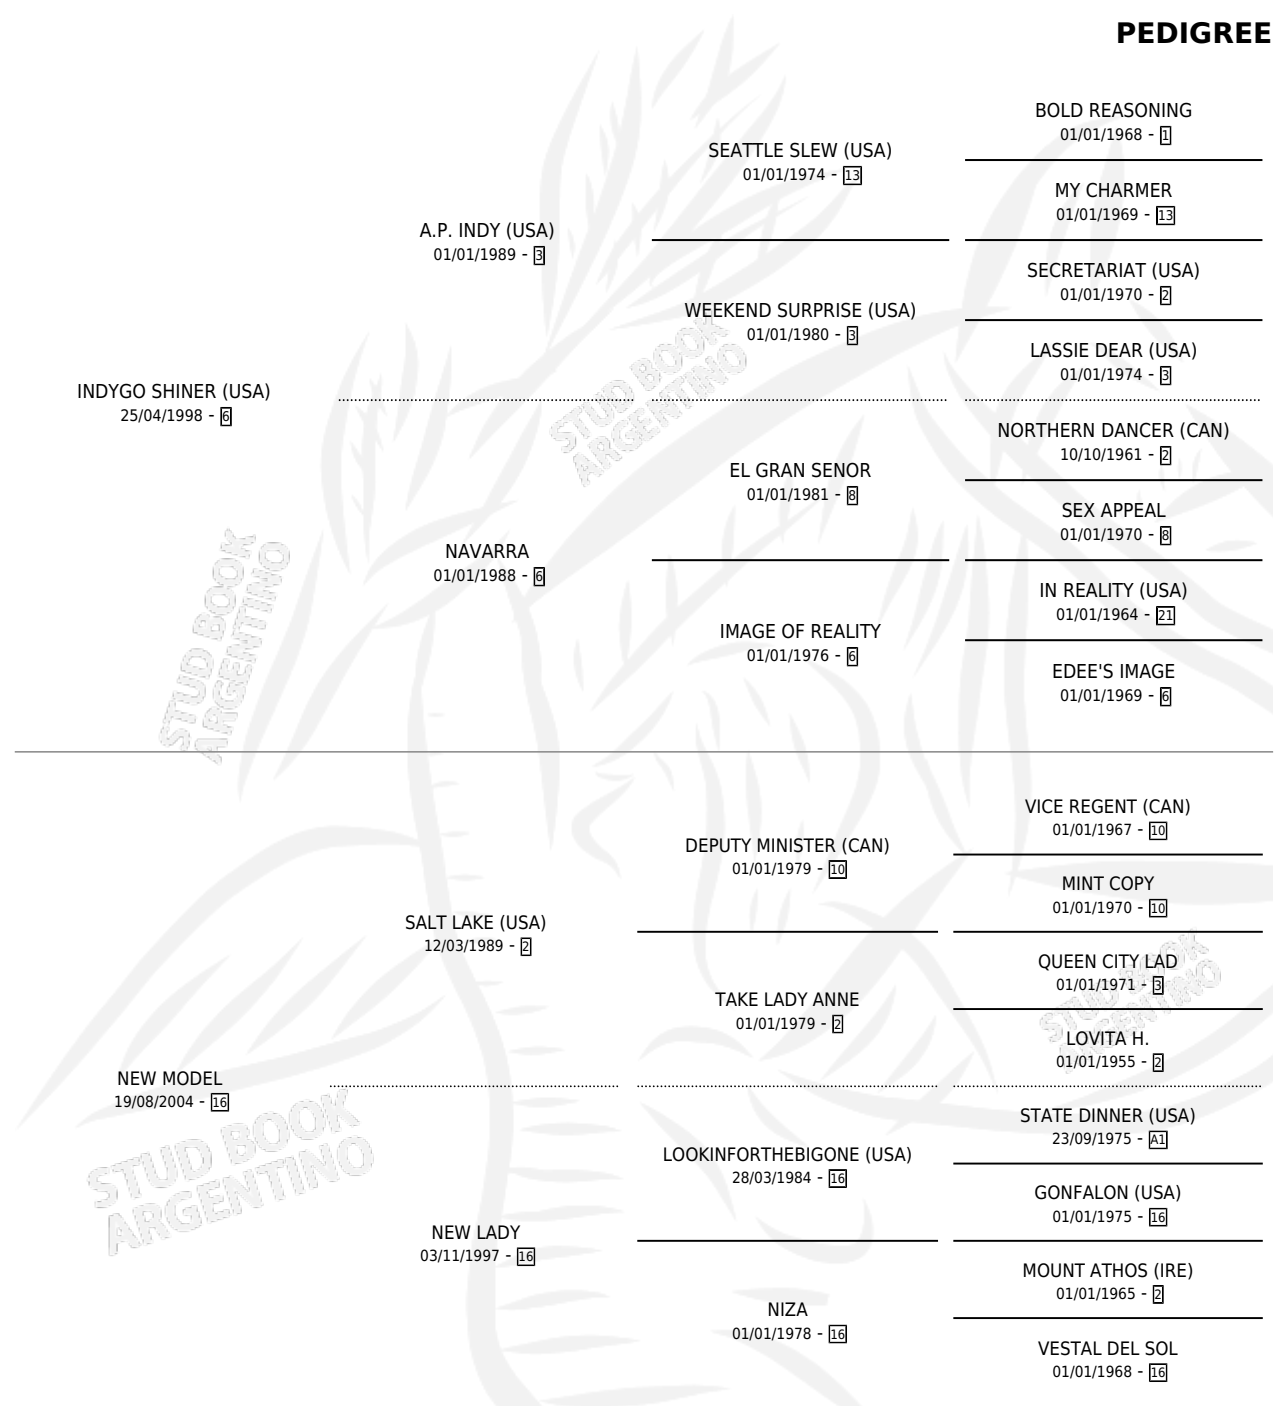 PEDIGREE
BOLD REASONING
01/01/1968 - 1
SEATTLE SLEW (USA)
01/01/1974 - 13
MY CHARMER
01/01/1969 - 13
A.P. INDY (USA)
01/01/1989 - 3
SECRETARIAT (USA)
01/01/1970 - 2
WEEKEND SURPRISE (USA)
01/01/1980 - 3
LASSIE DEAR (USA)
01/01/1974 - 3
INDYGO SHINER (USA)
25/04/1998 - 6
STUD BOOK
ARGENTINO
NORTHERN DANCER (CAN)
10/10/1961 - 2
EL GRAN SENOR
01/01/1981 - 8
SEX APPEAL
01/01/1970 - 8
NAVARRA
01/01/1988 - 6
IN REALITY (USA)
01/01/1964 - 21
IMAGE OF REALITY
01/01/1976 - 6
EDEE'S IMAGE
01/01/1969 - 6
STUD BOOK
ARGENTINO
VICE REGENT (CAN)
01/01/1967 - 10
DEPUTY MINISTER (CAN)
01/01/1979 - 10
MINT COPY
01/01/1970 - 10
SALT LAKE (USA)
12/03/1989 - 2
QUEEN CITY LAD
01/01/1971 - 3
TAKE LADY ANNE
01/01/1979 - 2
LOVITA H.
01/01/1955 - 2
STUD BOOK
ARGENTINO
NEW MODEL
19/08/2004 - 16
STATE DINNER (USA)
23/09/1975 - A1
LOOKINFORTHEBIGONE (USA)
28/03/1984 - 16
GONFALON (USA)
01/01/1975 - 16
STUD BOOK
ARGENTINO
NEW LADY
03/11/1997 - 16
MOUNT ATHOS (IRE)
01/01/1965 - 2
NIZA
01/01/1978 - 16
VESTAL DEL SOL
01/01/1968 - 16